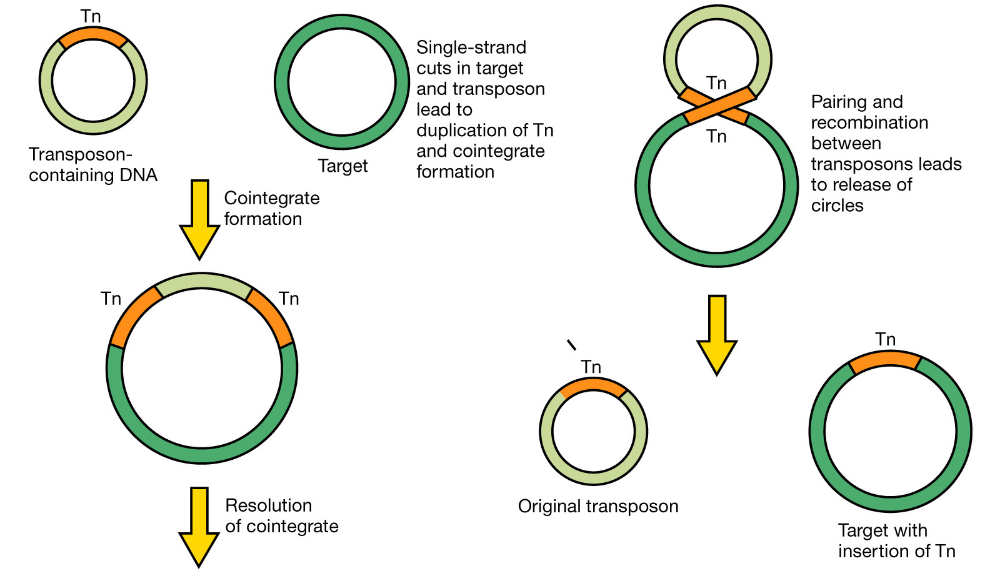 Tn
Transposon-
containing DNA
Target
Single-strand
cuts in target
and transposon
lead to
duplication of Tn
and cointegrate
formation
Cointegrate
formation
Tn
Tn
Resolution
of cointegrate
Tn
Tn
Pairing and
recombination
between
transposons leads
to release of
circles
Tn
Original transposon
Tn
Target with
insertion of Tn